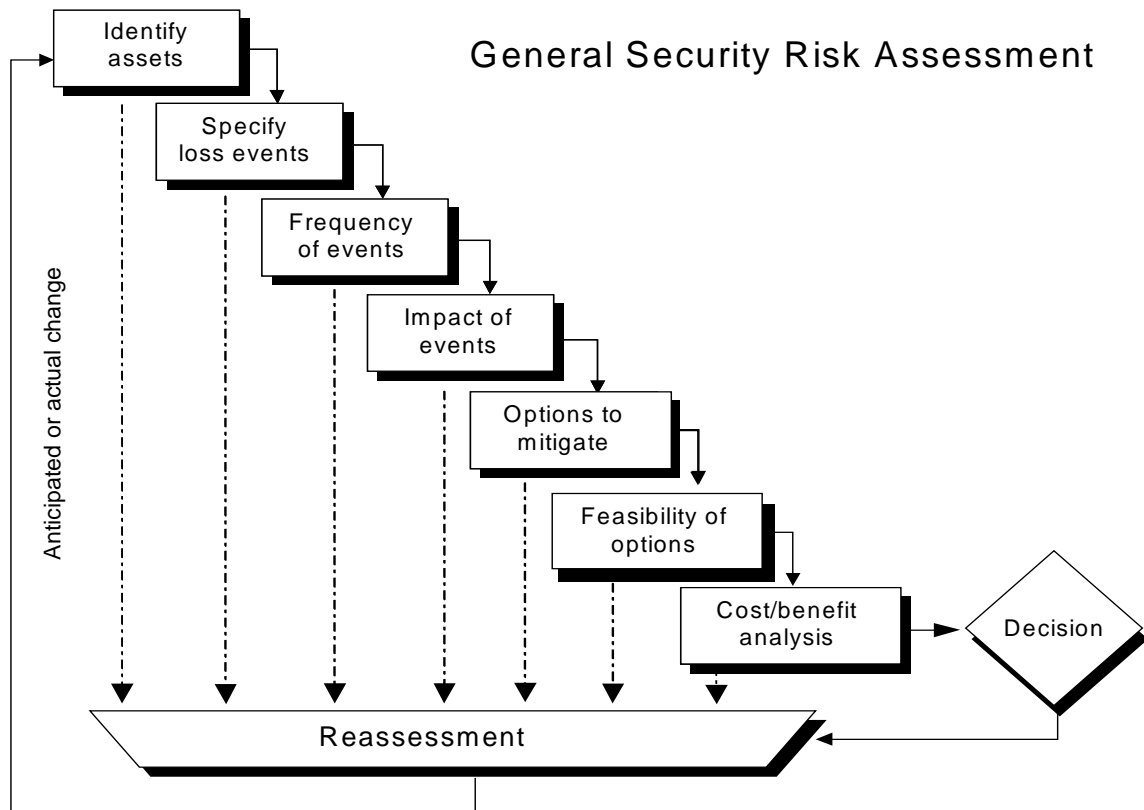 General Security Risk Assessment
Identify
assets
Specify
loss events
Frequency
of events
Impact of
events
Options to
mitigate
Feasibility of
options
Cost/benefit
analysis
Decision
Reassessment
Anticipated or actual change